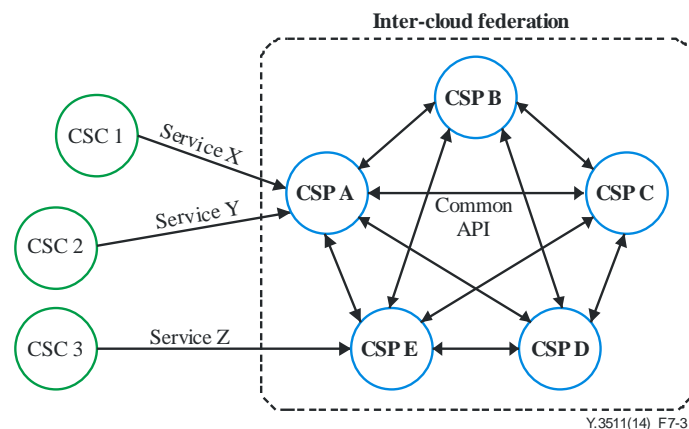 Inter-cloud federation
CSP B
CSC 1
Service X
CSP A
CSP C
Service Y
Common
API
CSC 2
CSC 3
Service Z
CSP E
CSP D
Y.3511(14)_F7-3